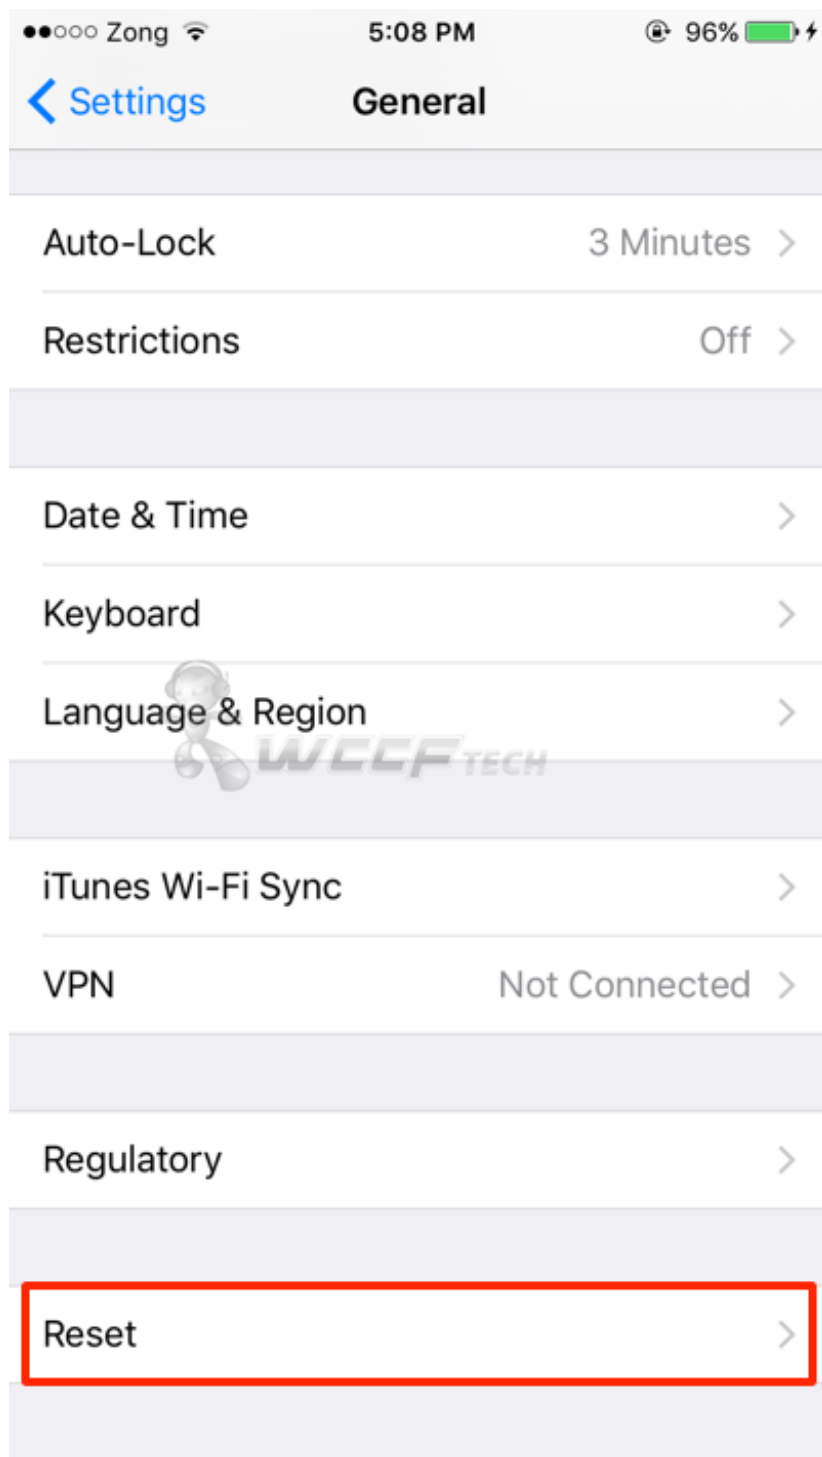 Zong 5:08 PM 96%
Settings General
Auto-Lock 3 Minutes
Restrictions Off
Date & Time
Keyboard
Language & Region
WCCFTECH
iTunes Wi-Fi Sync
VPN Not Connected
Regulatory
Reset